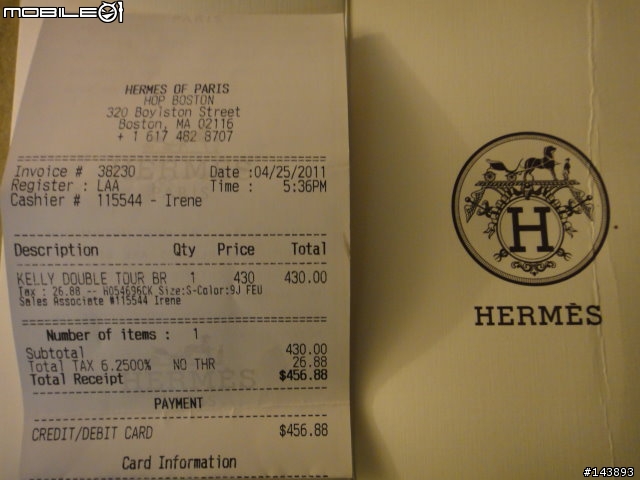 MOBILE01
HERMES OF PARIS
HOP BOSTON
320 Boylston Street
Boston, MA 02116
+ 1 617 482 8707
Invoice # 38230 Date :04/25/2011
Register : LAA Time : 5:36PM
Cashier # 115544 - Irene
Description Qty Price Total
KELLY DOUBLE TOUR BR 1 430 430.00
Tax : 26.88 -- H054696CK Size:S-Color:9J FEU
Sales Associate #115544 Irene
Number of items : 1
Subtotal 430.00
Total TAX 6.2500% NO THR 26.88
Total Receipt $456.88
PAYMENT
CREDIT/DEBIT CARD $456.88
Card Information
H
HERMÈS
#143893